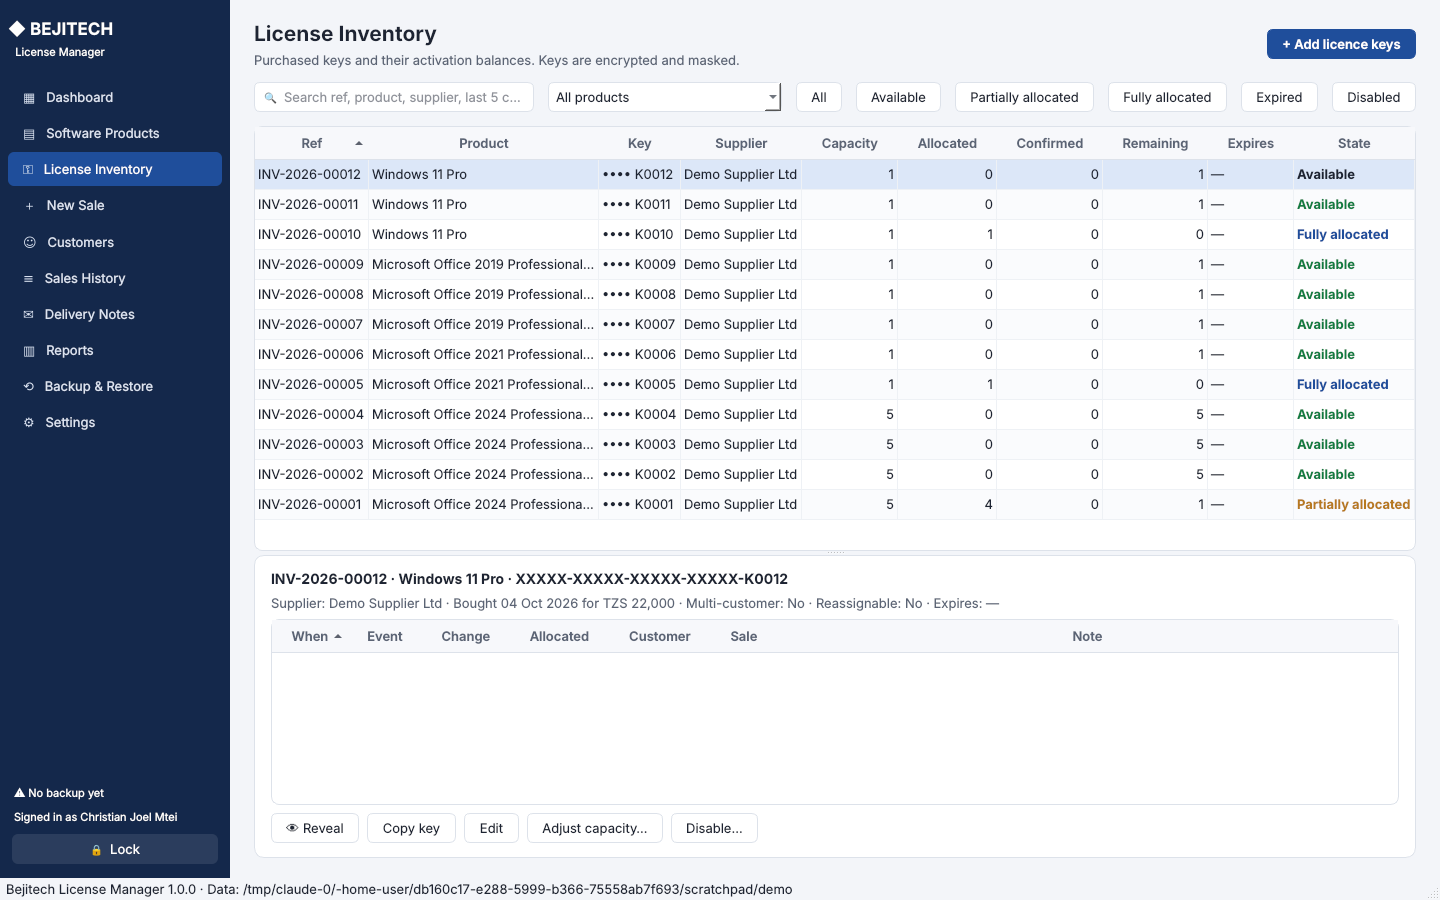 BEJITECH
License Manager
Dashboard
Software Products
License Inventory
New Sale
Customers
Sales History
Delivery Notes
Reports
Backup & Restore
Settings
⚠ No backup yet
Signed in as Christian Joel Mtei
Lock
License Inventory
Purchased keys and their activation balances. Keys are encrypted and masked.
+ Add licence keys
Search ref, product, supplier, last 5 c...
All products
All
Available
Partially allocated
Fully allocated
Expired
Disabled
Ref Product Key Supplier Capacity Allocated Confirmed Remaining Expires State
INV-2026-00012 Windows 11 Pro •••• K0012 Demo Supplier Ltd 1 0 0 1 — Available
INV-2026-00011 Windows 11 Pro •••• K0011 Demo Supplier Ltd 1 0 0 1 — Available
INV-2026-00010 Windows 11 Pro •••• K0010 Demo Supplier Ltd 1 1 0 0 — Fully allocated
INV-2026-00009 Microsoft Office 2019 Professional... •••• K0009 Demo Supplier Ltd 1 0 0 1 — Available
INV-2026-00008 Microsoft Office 2019 Professional... •••• K0008 Demo Supplier Ltd 1 0 0 1 — Available
INV-2026-00007 Microsoft Office 2019 Professional... •••• K0007 Demo Supplier Ltd 1 0 0 1 — Available
INV-2026-00006 Microsoft Office 2021 Professional... •••• K0006 Demo Supplier Ltd 1 0 0 1 — Available
INV-2026-00005 Microsoft Office 2021 Professional... •••• K0005 Demo Supplier Ltd 1 1 0 0 — Fully allocated
INV-2026-00004 Microsoft Office 2024 Professiona... •••• K0004 Demo Supplier Ltd 5 0 0 5 — Available
INV-2026-00003 Microsoft Office 2024 Professiona... •••• K0003 Demo Supplier Ltd 5 0 0 5 — Available
INV-2026-00002 Microsoft Office 2024 Professiona... •••• K0002 Demo Supplier Ltd 5 0 0 5 — Available
INV-2026-00001 Microsoft Office 2024 Professiona... •••• K0001 Demo Supplier Ltd 5 4 0 1 — Partially allocated
INV-2026-00012 · Windows 11 Pro · XXXXX-XXXXX-XXXXX-XXXXX-K0012
Supplier: Demo Supplier Ltd · Bought 04 Oct 2026 for TZS 22,000 · Multi-customer: No · Reassignable: No · Expires: —
When Event Change Allocated Customer Sale Note
Reveal
Copy key
Edit
Adjust capacity...
Disable...
Bejitech License Manager 1.0.0 · Data: /tmp/claude-0/-home-user/db160c17-e288-5999-b366-75558ab7f693/scratchpad/demo